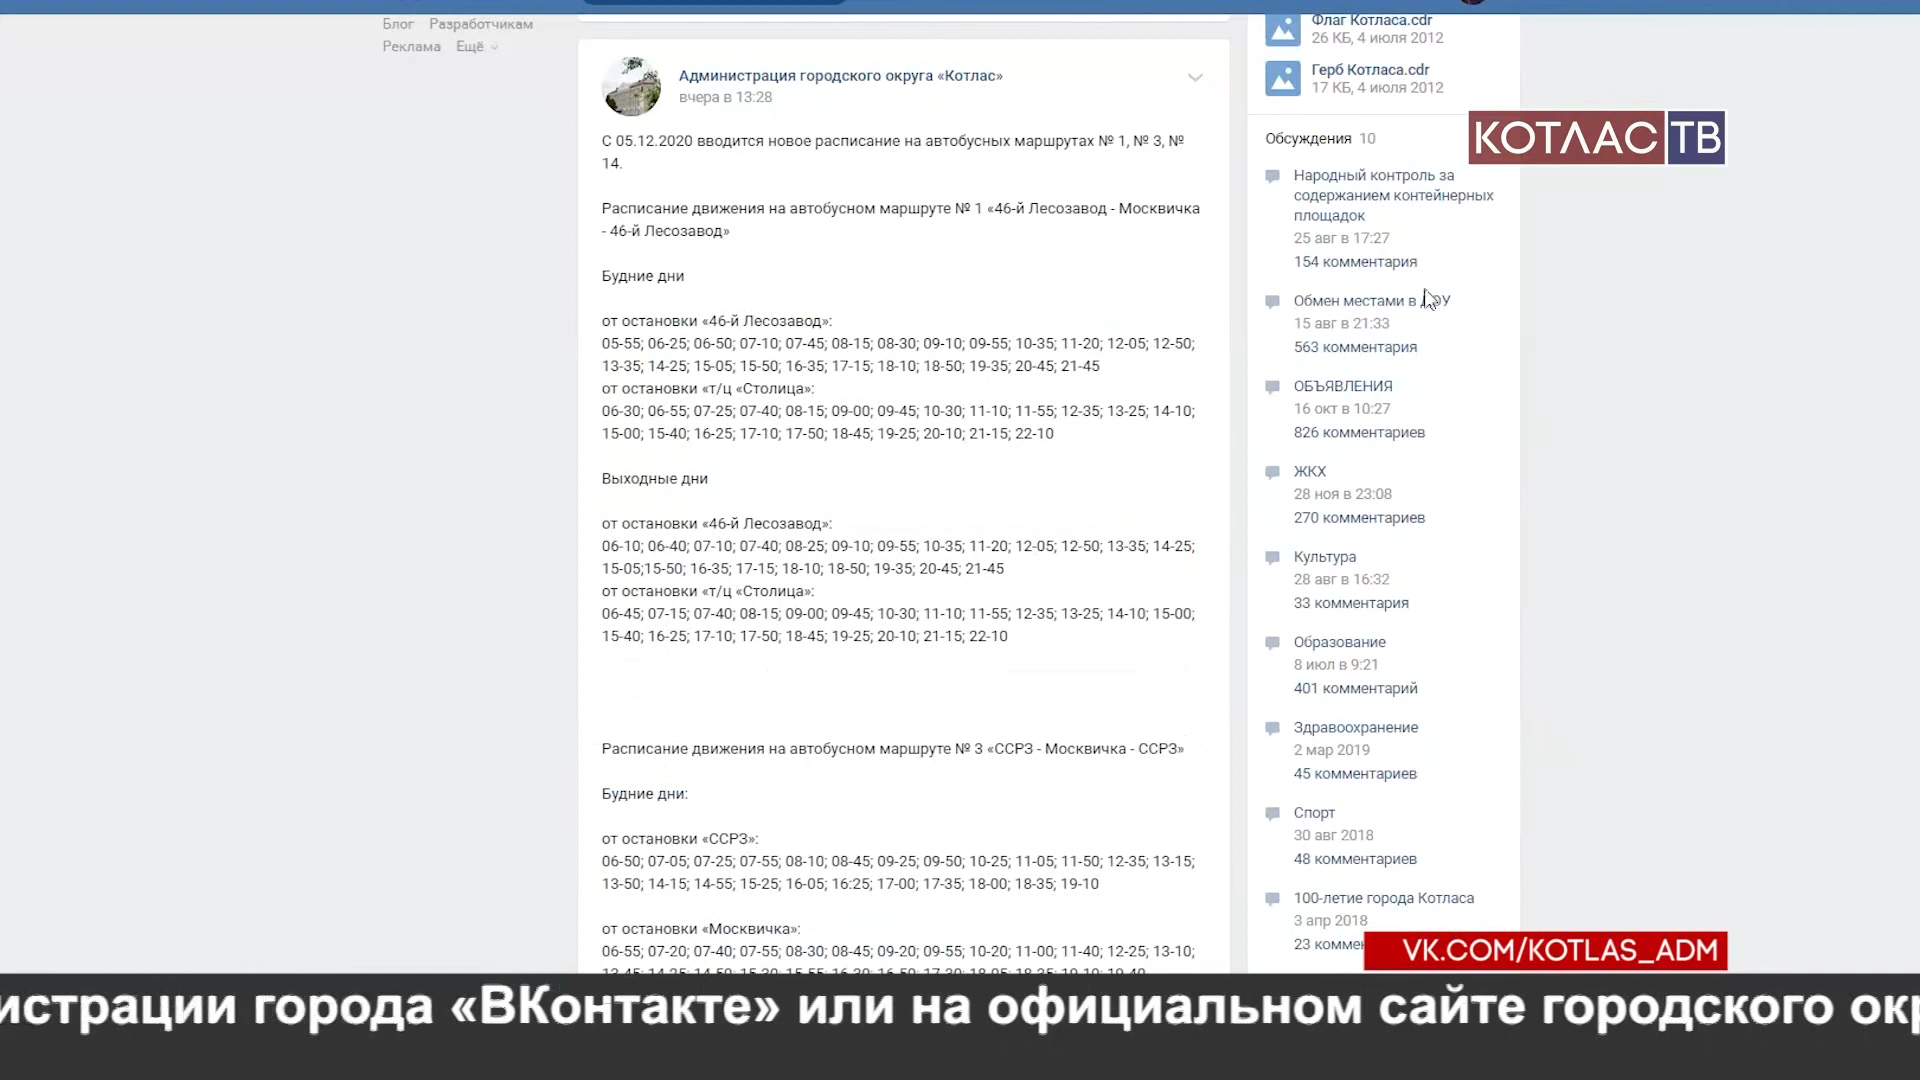 Блог Разработчикам
Реклама Ещё
Администрация городского округа «Котлас»
вчера в 13:28
С 05.12.2020 вводится новое расписание на автобусных маршрутах № 1, № 3, №
14.
Расписание движения на автобусном маршруте № 1 «46-й Лесозавод - Москвичка
- 46-й Лесозавод»
Будние дни
от остановки «46-й Лесозавод»:
05-55; 06-25; 06-50; 07-10; 07-45; 08-15; 08-30; 09-10; 09-55; 10-35; 11-20; 12-05; 12-50;
13-35; 14-25; 15-05; 15-50; 16-35; 17-15; 18-10; 18-50; 19-35; 20-45; 21-45
от остановки «т/ц «Столица»:
06-30; 06-55; 07-25; 07-40; 08-15; 09-00; 09-45; 10-30; 11-10; 11-55; 12-35; 13-25; 14-10;
15-00; 15-40; 16-25; 17-10; 17-50; 18-45; 19-25; 20-10; 21-15; 22-10
Выходные дни
от остановки «46-й Лесозавод»:
06-10; 06-40; 07-10; 07-40; 08-25; 09-10; 09-55; 10-35; 11-20; 12-05; 12-50; 13-35; 14-25;
15-05;15-50; 16-35; 17-15; 18-10; 18-50; 19-35; 20-45; 21-45
от остановки «т/ц «Столица»:
06-45; 07-15; 07-40; 08-15; 09-00; 09-45; 10-30; 11-10; 11-55; 12-35; 13-25; 14-10; 15-00;
15-40; 16-25; 17-10; 17-50; 18-45; 19-25; 20-10; 21-15; 22-10
Расписание движения на автобусном маршруте № 3 «ССРЗ - Москвичка - ССРЗ»
Будние дни:
от остановки «ССРЗ»:
06-50; 07-05; 07-25; 07-55; 08-10; 08-45; 09-25; 09-50; 10-25; 11-05; 11-50; 12-35; 13-15;
13-50; 14-15; 14-55; 15-25; 16-05; 16:25; 17-00; 17-35; 18-00; 18-35; 19-10
от остановки «Москвичка»:
06-55; 07-20; 07-40; 07-55; 08-30; 08-45; 09-20; 09-55; 10-20; 11-00; 11-40; 12-25; 13-10;
Флаг Котласа.cdr
26 КБ, 4 июля 2012
Герб Котласа.cdr
17 КБ, 4 июля 2012
КОТЛАС ТВ
Обсуждения 10
Народный контроль за
содержанием контейнерных
площадок
25 авг в 17:27
154 комментария
Обмен местами в
15 авг в 21:33
563 комментария
ОБЪЯВЛЕНИЯ
16 окт в 10:27
826 комментариев
ЖКХ
28 ноя в 23:08
270 комментариев
Культура
28 авг в 16:32
33 комментария
Образование
8 июл в 9:21
401 комментарий
Здравоохранение
2 мар 2019
45 комментариев
Спорт
30 авг 2018
48 комментариев
100-летие города Котласа
3 апр 2018
23 комме
VK.COM/KOTLAS_ADM
истрации города «ВКонтакте» или на официальном сайте городского окр